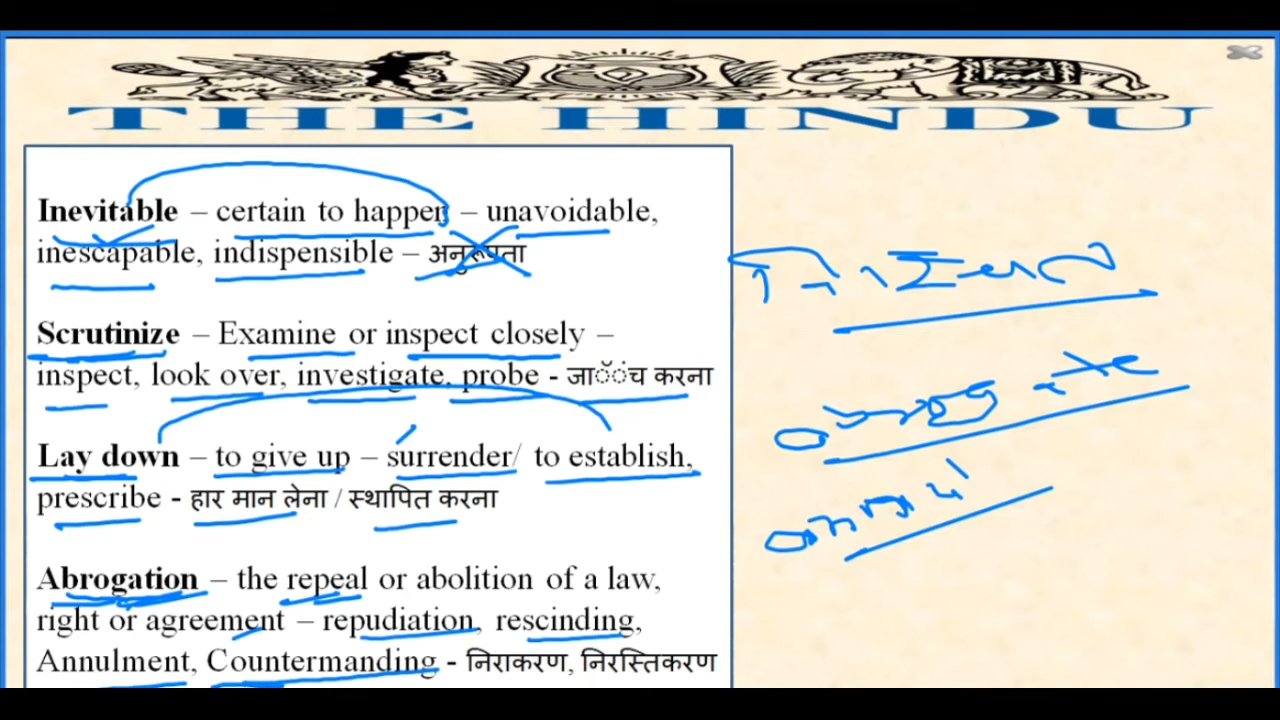 THE HINDU
Inevitable – certain to happen – unavoidable,
inescapable, indispensible – अनुरूपता
Scrutinize – Examine or inspect closely –
inspect, look over, investigate, probe - जाॅंच करना
Lay down – to give up – surrender/ to establish,
prescribe - हार मान लेना / स्थापित करना
Abrogation – the repeal or abolition of a law,
right or agreement – repudiation, rescinding,
Annulment, Countermanding - निराकरण, निरस्तिकरण